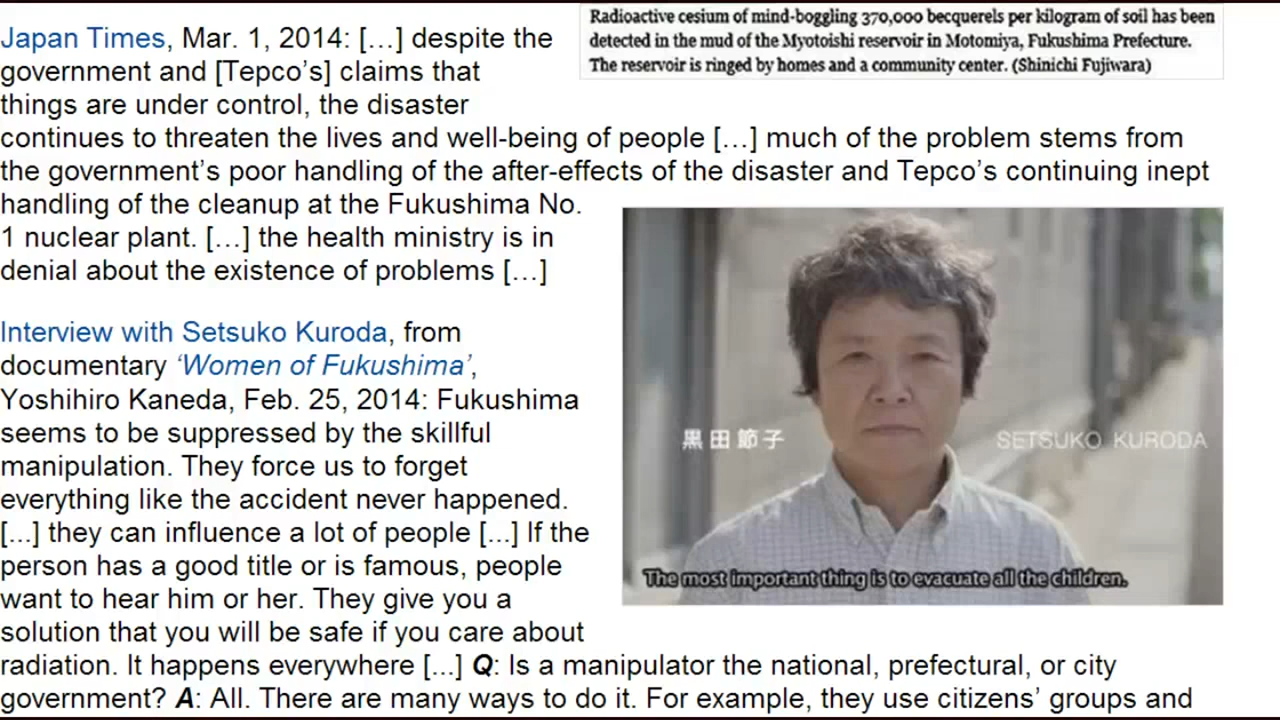 Radioactive cesium of mind-boggling 370,000 becquerels per kilogram of soil has been
detected in the mud of the Myotoishi reservoir in Motomiya, Fukushima Prefecture.
The reservoir is ringed by homes and a community center. (Shinichi Fujiwara)
Japan Times, Mar. 1, 2014: […] despite the
government and [Tepco’s] claims that
things are under control, the disaster
continues to threaten the lives and well-being of people […] much of the problem stems from
the government’s poor handling of the after-effects of the disaster and Tepco’s continuing inept
handling of the cleanup at the Fukushima No.
1 nuclear plant. […] the health ministry is in
denial about the existence of problems […]
Interview with Setsuko Kuroda, from
documentary ‘Women of Fukushima’,
Yoshihiro Kaneda, Feb. 25, 2014: Fukushima
seems to be suppressed by the skillful
manipulation. They force us to forget
everything like the accident never happened.
[...] they can influence a lot of people [...] If the
person has a good title or is famous, people
want to hear him or her. They give you a
solution that you will be safe if you care about
radiation. It happens everywhere [...] Q: Is a manipulator the national, prefectural, or city
government? A: All. There are many ways to do it. For example, they use citizens’ groups and
黒田節子
SETSUKO KURODA
The most important thing is to evacuate all the children.